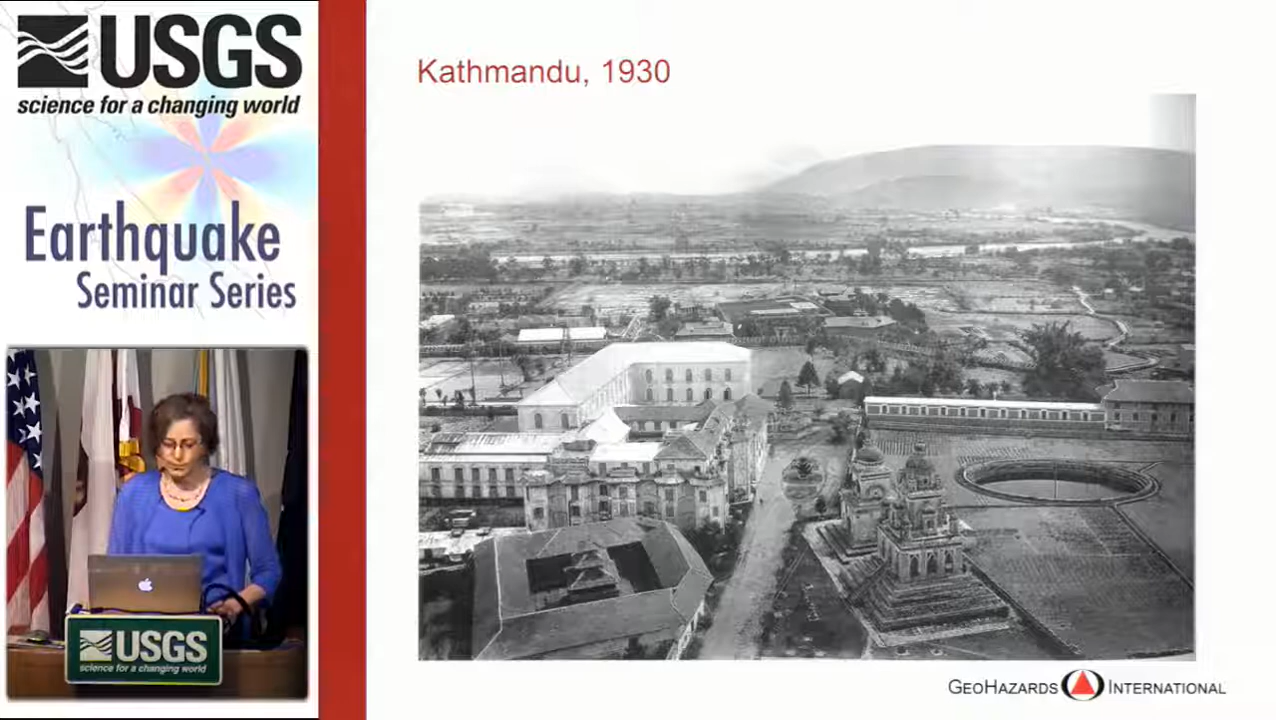 USGS
science for a changing world
Earthquake
Seminar Series
USGS
science for a changing world
Kathmandu, 1930
GEOHAZARDS INTERNATIONAL